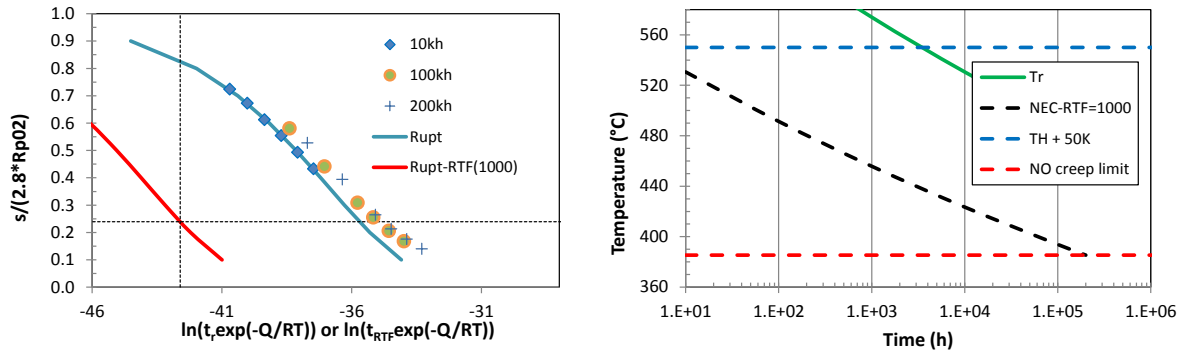 0.0
0.1
0.2
0.3
0.4
0.5
0.6
0.7
0.8
0.9
1.0
-46
-41
-36
-31
s/(2.8*Rp02)
ln(trexp(-Q/RT)) or ln(tRTFexp(-Q/RT))
10kh
100kh
200kh
Rupt
Rupt-RTF(1000)
360
400
440
480
520
560
1.E+01
1.E+02
1.E+03
1.E+04
1.E+05
1.E+06
Temperature (°C)
Time (h)
Tr
NEC-RTF=1000
TH + 50K
NO creep limit